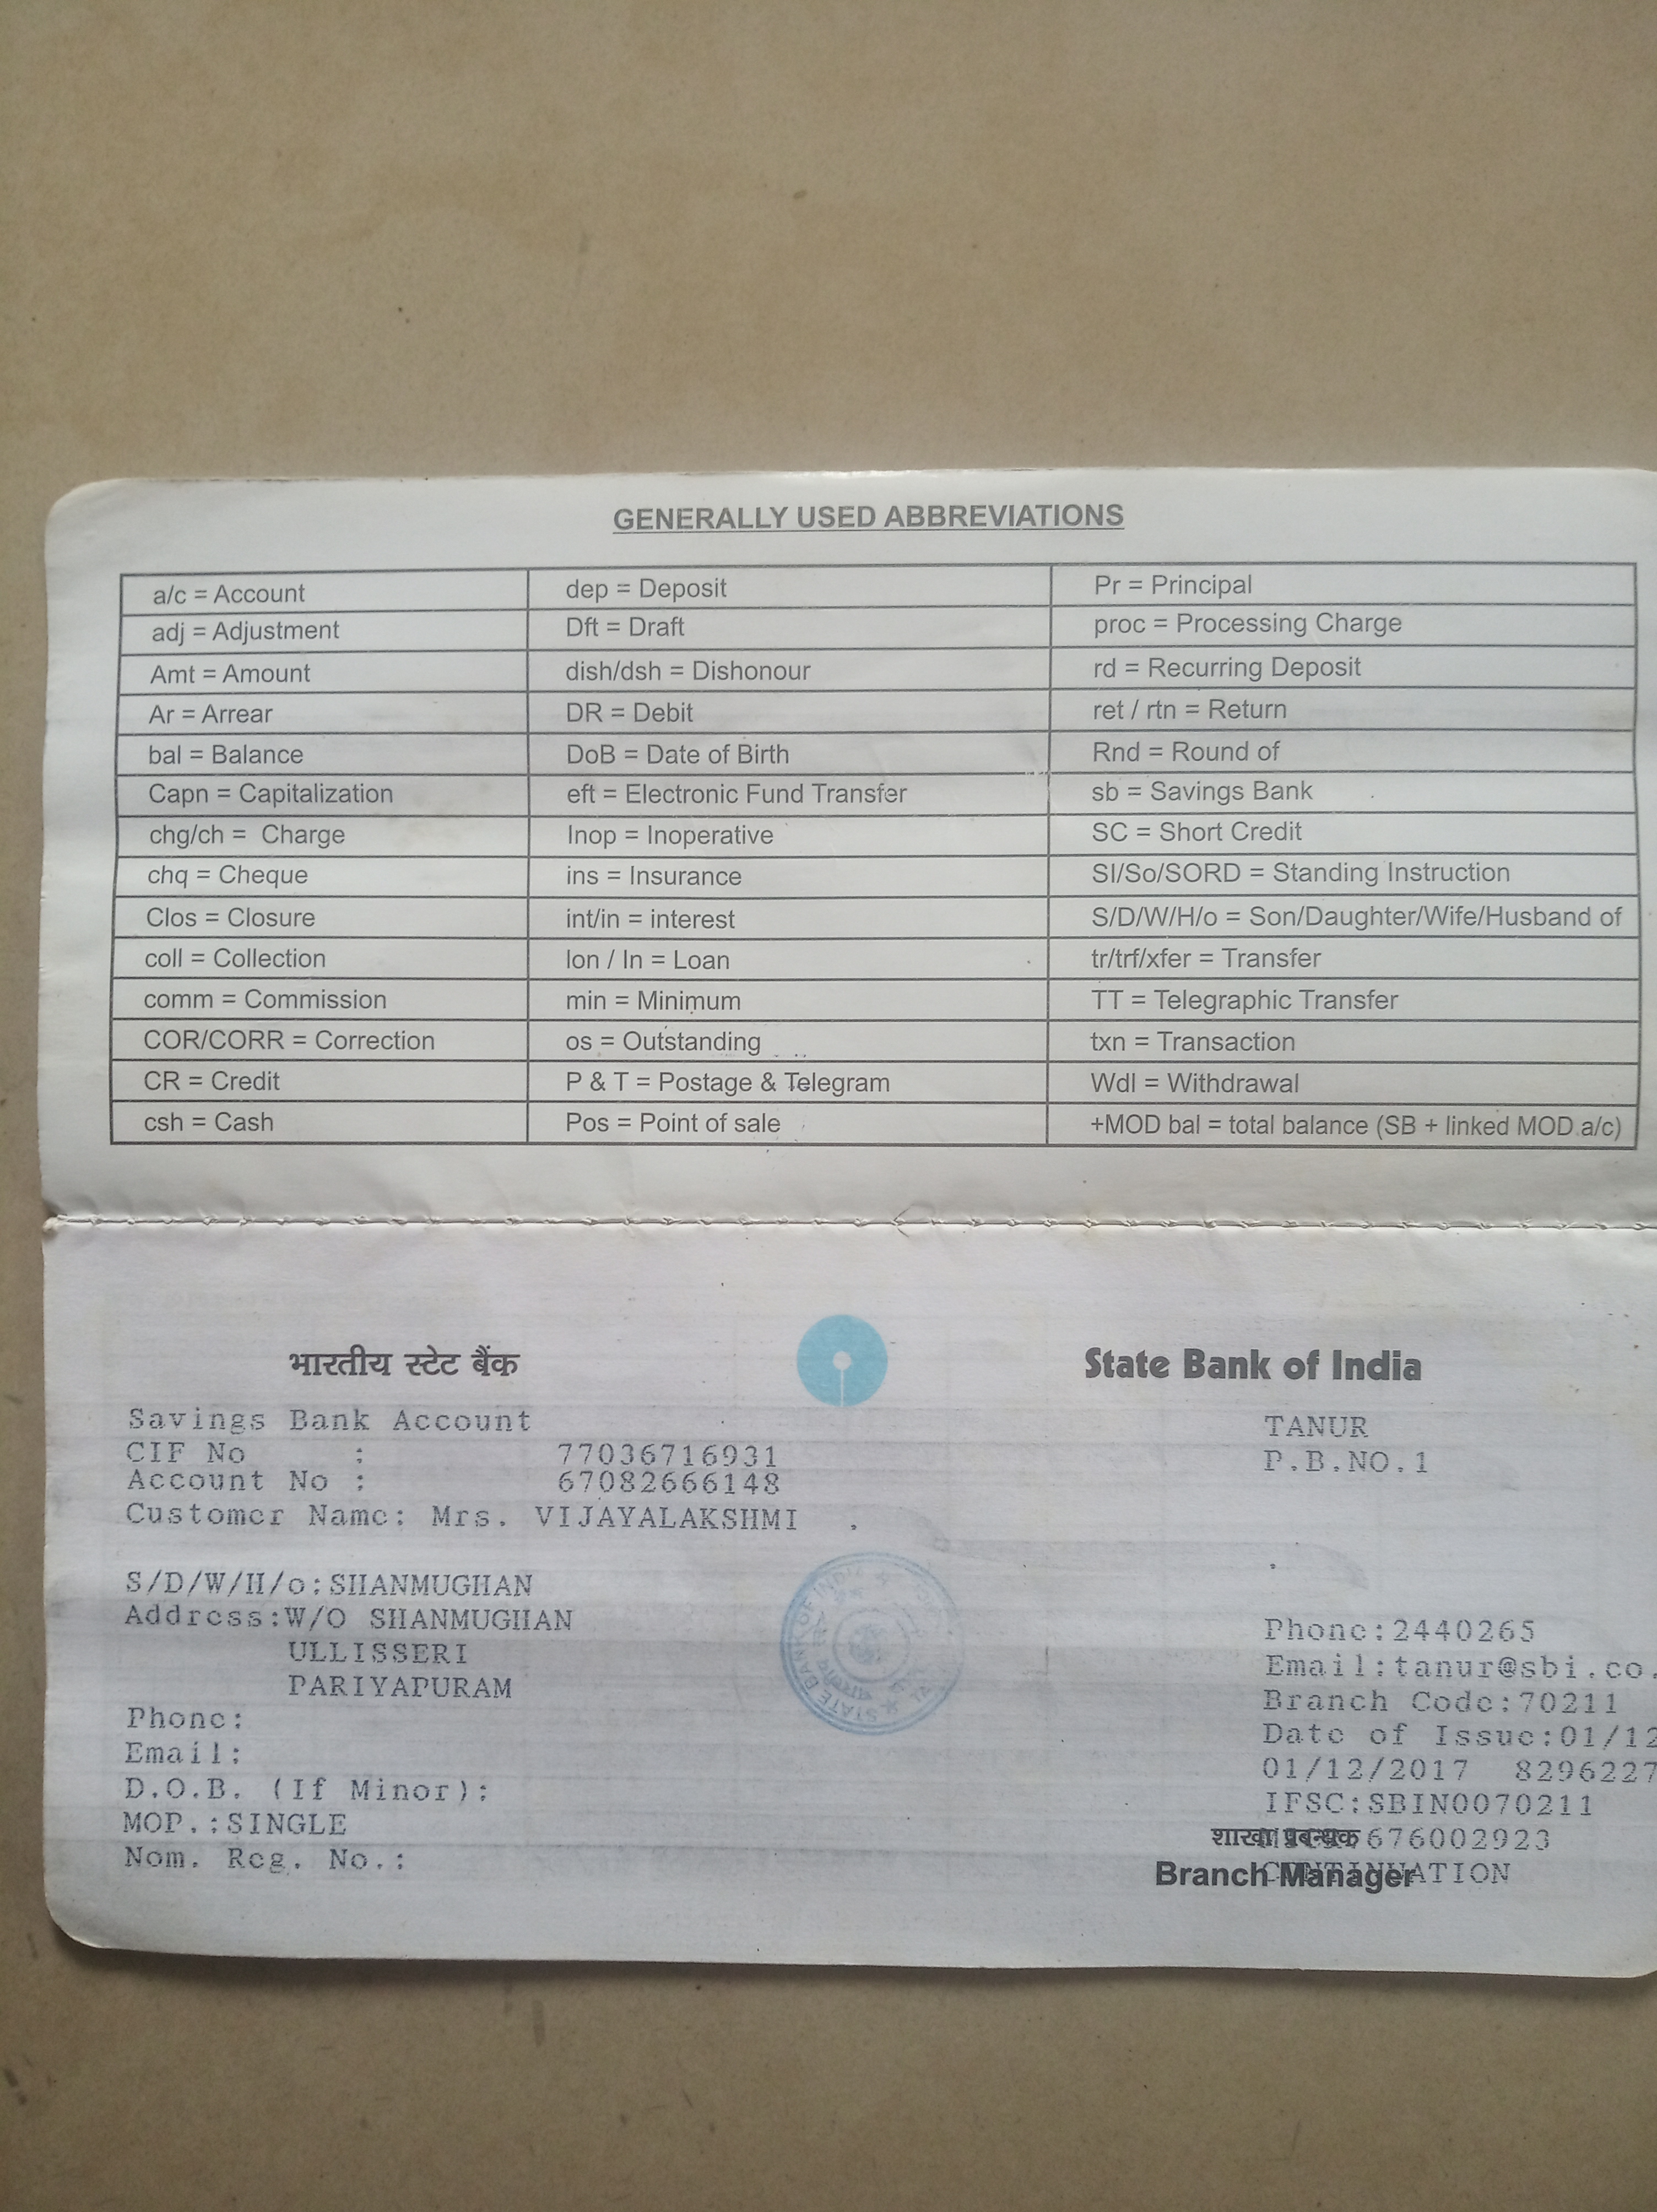 GENERALLY USED ABBREVIATIONS
a/c = Account dep = Deposit Pr = Principal
adj = Adjustment Dft = Draft proc = Processing Charge
Amt = Amount dish/dsh = Dishonour rd = Recurring Deposit
Ar = Arrear DR = Debit ret / rtn = Return
bal = Balance DoB = Date of Birth Rnd = Round of
Capn = Capitalization eft = Electronic Fund Transfer sb = Savings Bank
chg/ch = Charge Inop = Inoperative SC = Short Credit
chq = Cheque ins = Insurance SI/So/SORD = Standing Instruction
Clos = Closure int/in = interest S/D/W/H/o = Son/Daughter/Wife/Husband of
coll = Collection lon / In = Loan tr/trf/xfer = Transfer
comm = Commission min = Minimum TT = Telegraphic Transfer
COR/CORR = Correction os = Outstanding txn = Transaction
CR = Credit P & T = Postage & Telegram Wdl = Withdrawal
csh = Cash Pos = Point of sale +MOD bal = total balance (SB + linked MOD a/c)
भारतीय स्टेट बैंक State Bank of India
Savings Bank Account TANUR
CIF No : 77036716931 P.B.NO.1
Account No : 67082666148
Customer Name: Mrs. VIJAYALAKSHMI .
S/D/W/H/o:SHANMUGHAN
Address:W/O SHANMUGHAN Phone:2440265
ULLISSERI Email:tanur@sbi.co.
PARIYAPURAM Branch Code:70211
Phone: Date of Issue:01/12
Email: 01/12/2017 8296227
D.O.B. (If Minor): IFSC:SBIN0070211
MOP.:SINGLE शाखा प्रबन्धक 676002923
Nom. Reg. No.: Branch Manager CONTINUATION
STATE BANK OF INDIA